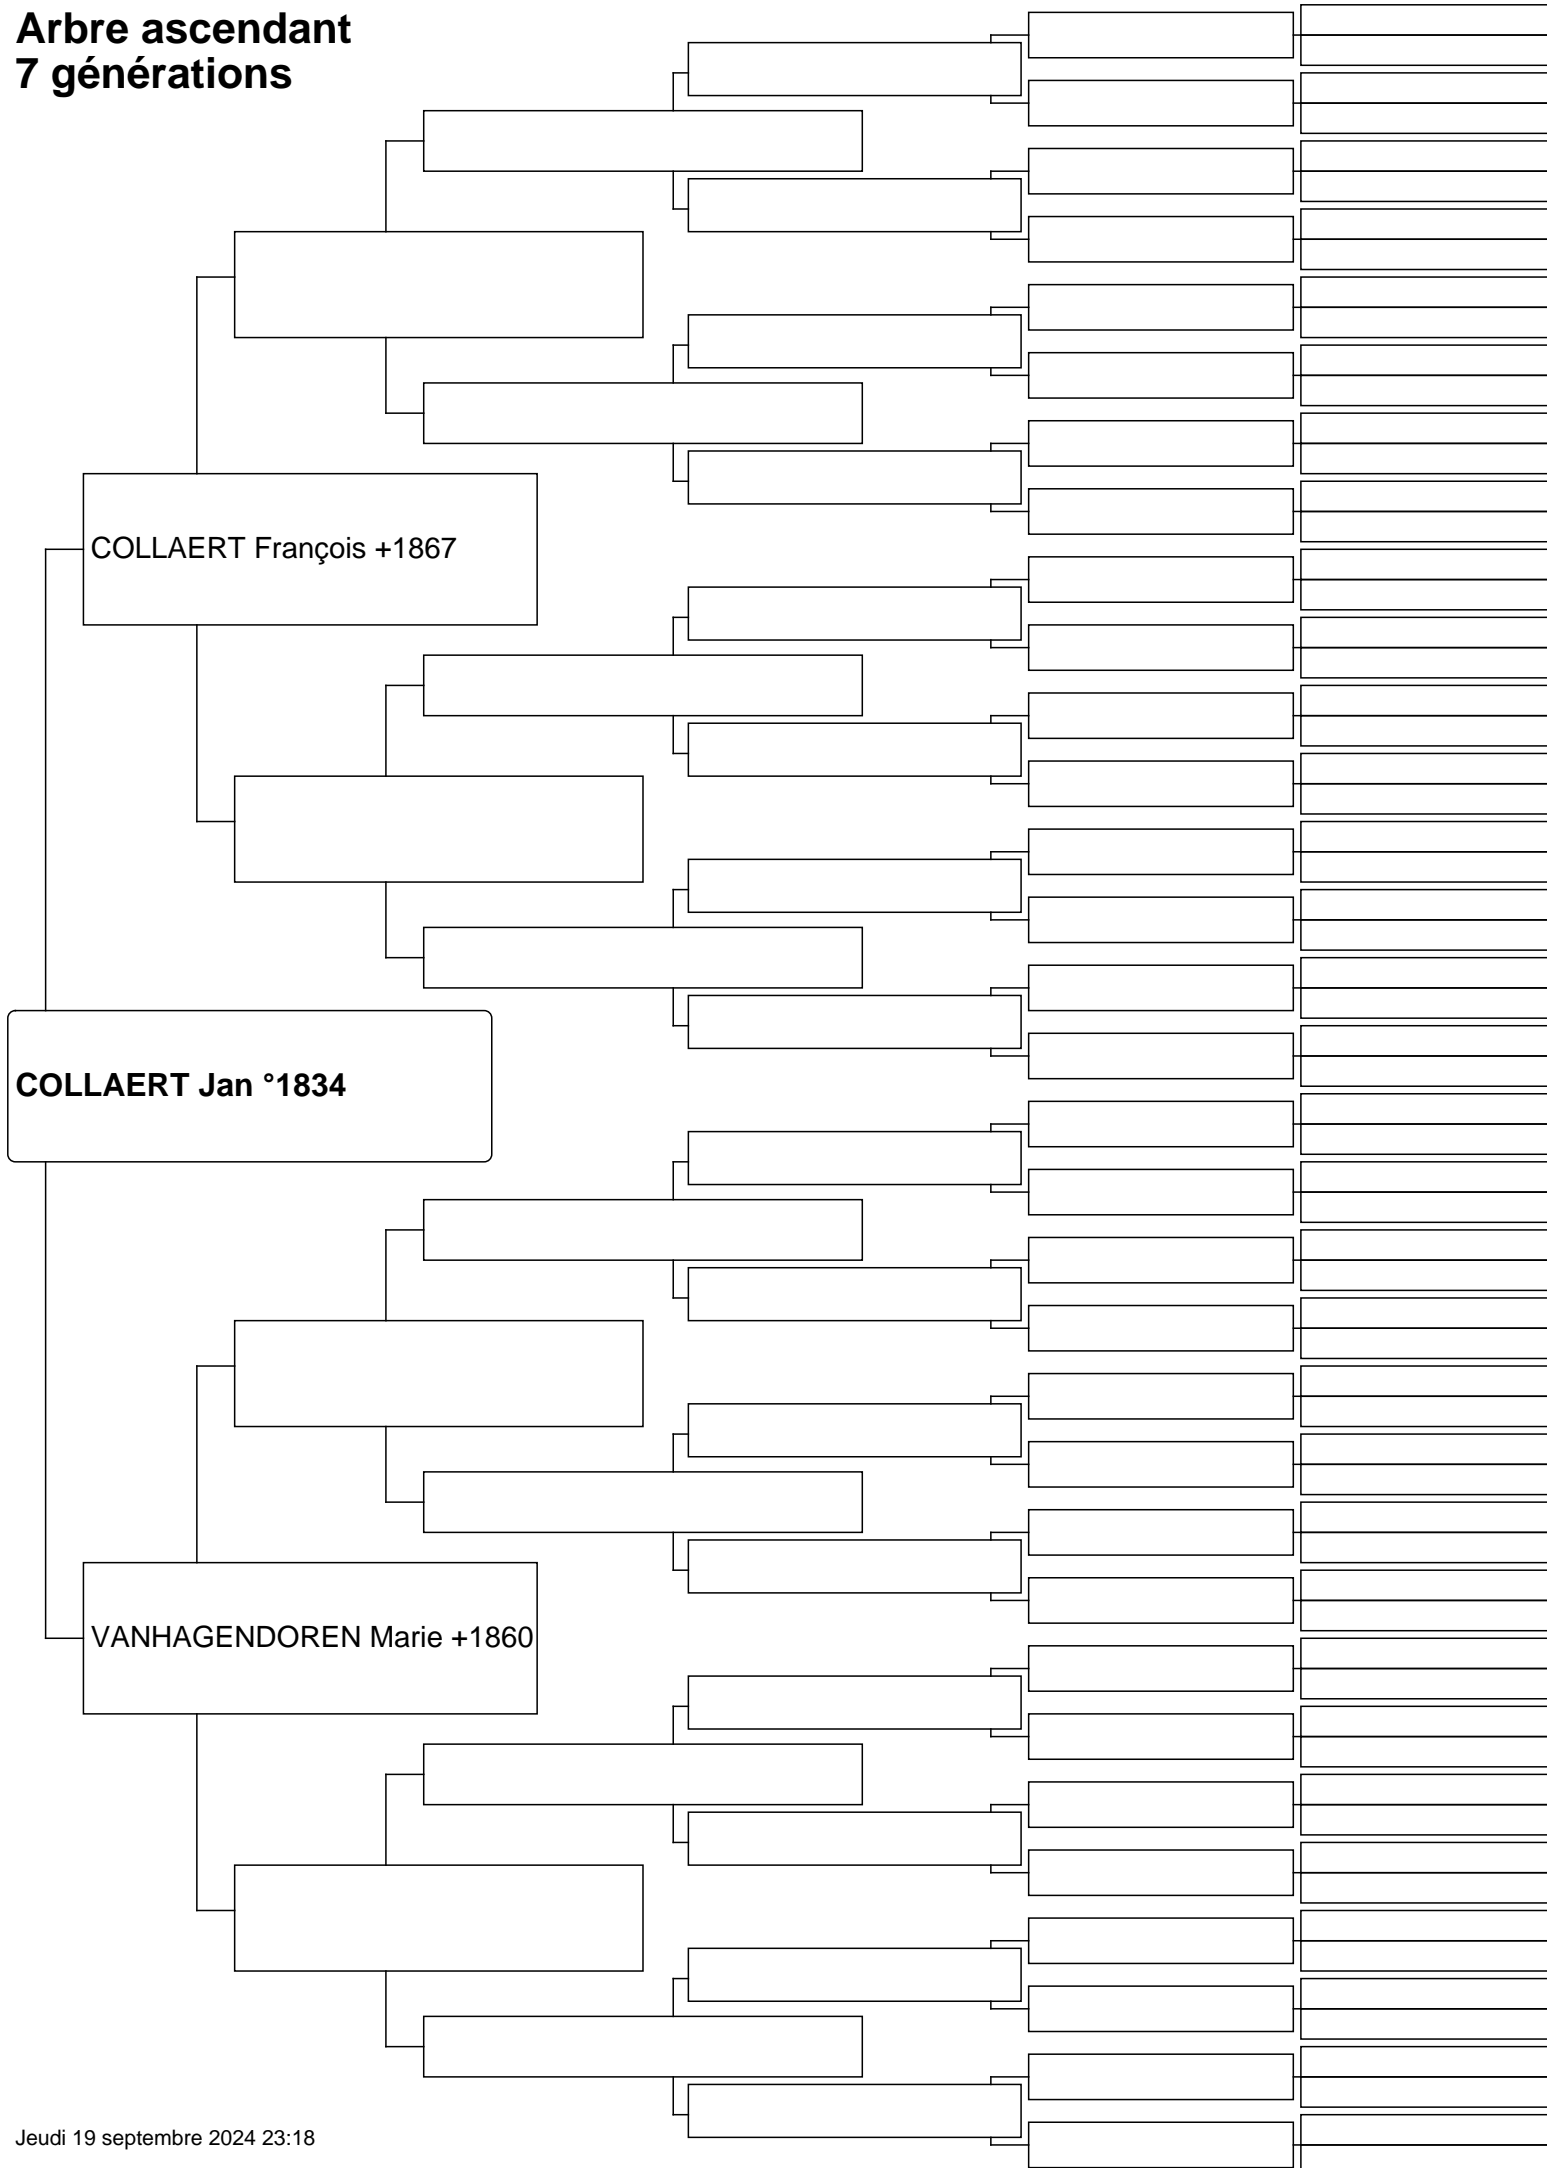 Arbre ascendant
7 générations
COLLAERT François +1867
COLLAERT Jan °1834
VANHAGENDOREN Marie +1860
Jeudi 19 septembre 2024 23:18